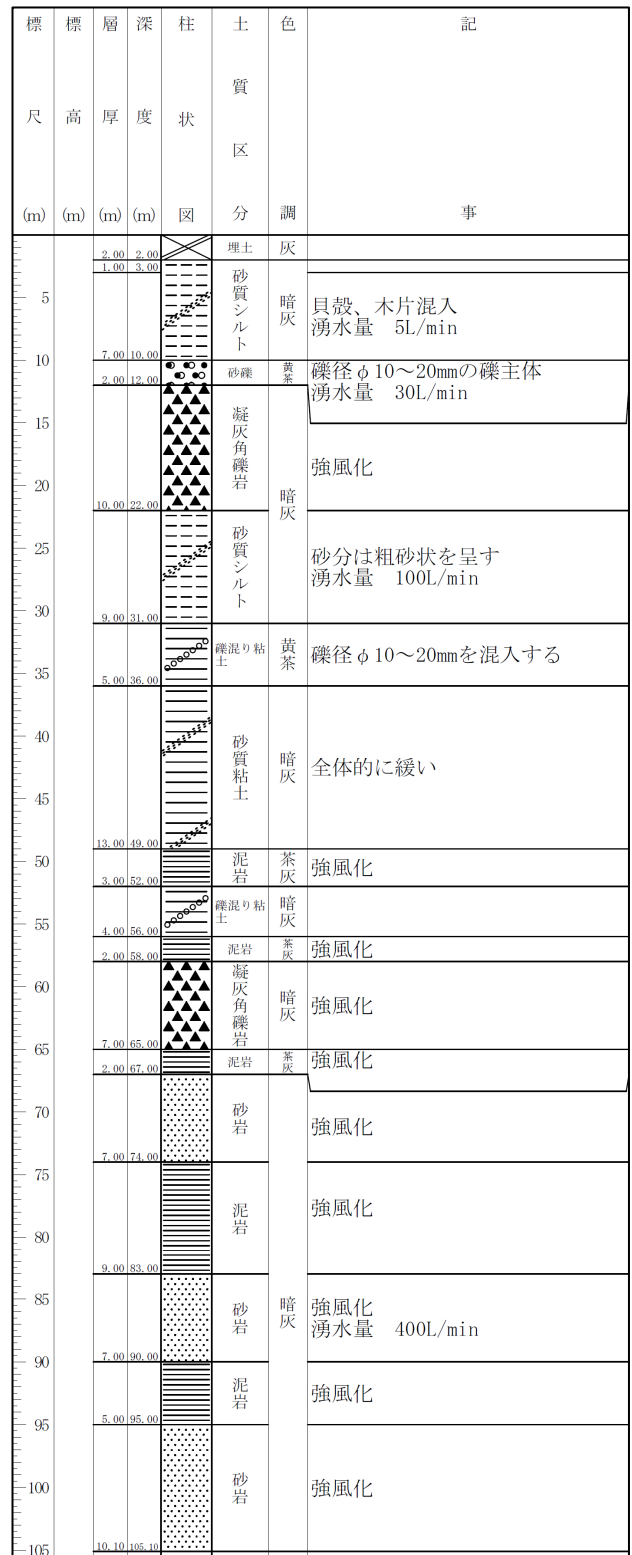 標尺(m) 標高(m) 層厚(m) 深度(m) 柱状図 土質区分 色調 記事
2.00 2.00 埋土 灰
1.00 3.00
5
砂質シルト 暗灰 貝殻、木片混入
湧水量 5L/min
7.00 10.00
10
砂礫 黄茶 礫径φ10～20mmの礫主体
湧水量 30L/min
2.00 12.00
15
凝灰角礫岩 強風化
20
暗灰
10.00 22.00
25
砂質シルト 砂分は粗砂状を呈す
湧水量 100L/min
30
9.00 31.00
礫混り粘土 黄茶 礫径φ10～20mmを混入する
35
5.00 36.00
40
砂質粘土 暗灰 全体的に緩い
45
13.00 49.00
50
泥岩 茶灰 強風化
3.00 52.00
礫混り粘土 暗灰
55
4.00 56.00
泥岩 茶灰 強風化
2.00 58.00
60
凝灰角礫岩 暗灰 強風化
7.00 65.00
65
泥岩 茶灰 強風化
2.00 67.00
70
砂岩 強風化
7.00 74.00
75
泥岩 強風化
80
9.00 83.00
85
砂岩 暗灰 強風化
湧水量 400L/min
7.00 90.00
90
泥岩 強風化
5.00 95.00
95
100
砂岩 強風化
10.10 105.10
105